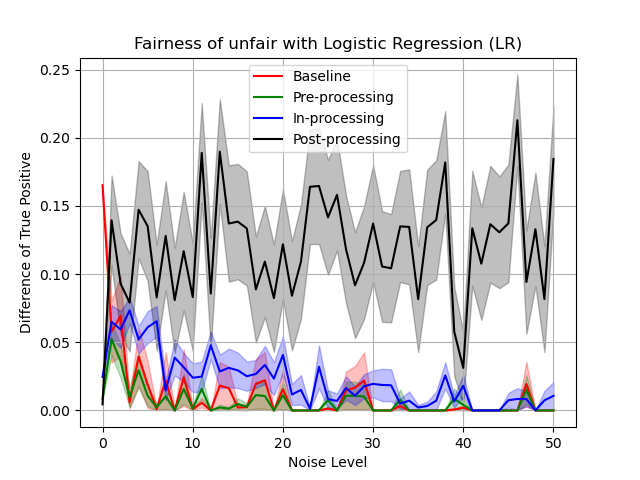 Fairness of unfair with Logistic Regression (LR)
Baseline
Pre-processing
In-processing
Post-processing
Difference of True Positive
0.25
0.20
0.15
0.10
0.05
0.00
0
10
20
30
40
50
Noise Level